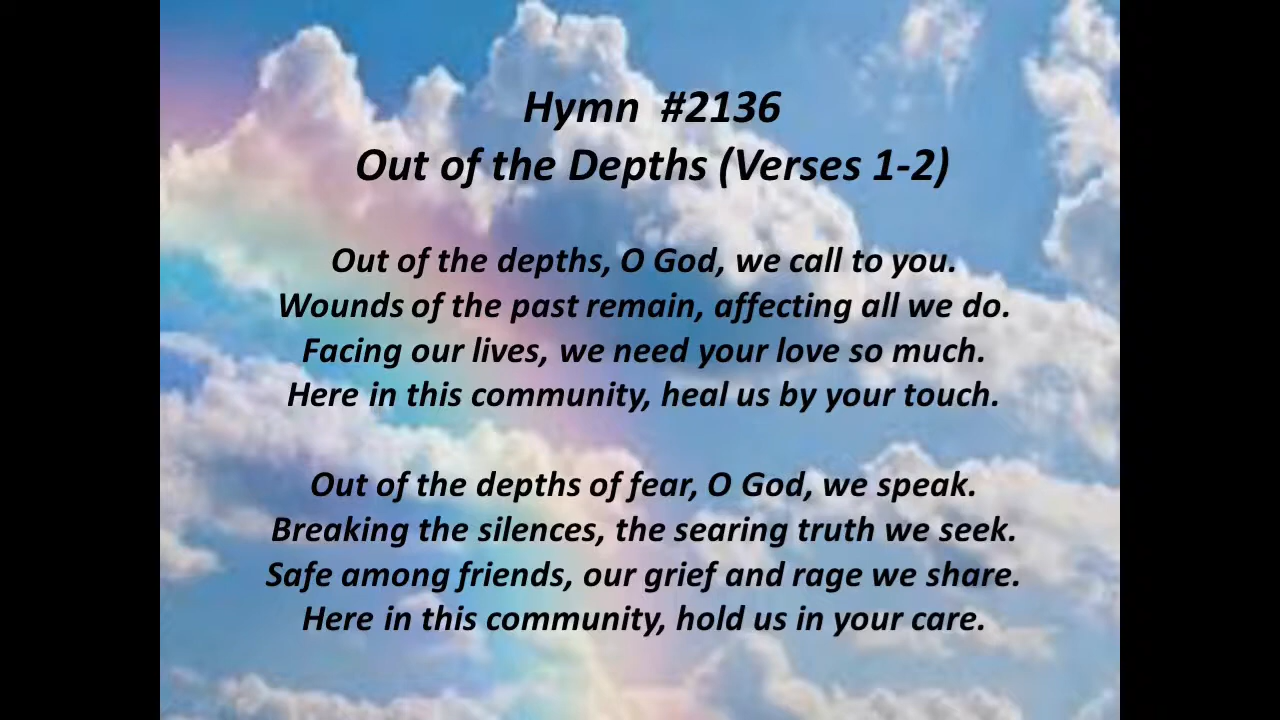 Hymn  #2136
Out of the Depths (Verses 1-2)
Out of the depths, O God, we call to you.
Wounds of the past remain, affecting all we do.
Facing our lives, we need your love so much.
Here in this community, heal us by your touch.
Out of the depths of fear, O God, we speak.
Breaking the silences, the searing truth we seek.
Safe among friends, our grief and rage we share.
Here in this community, hold us in your care.